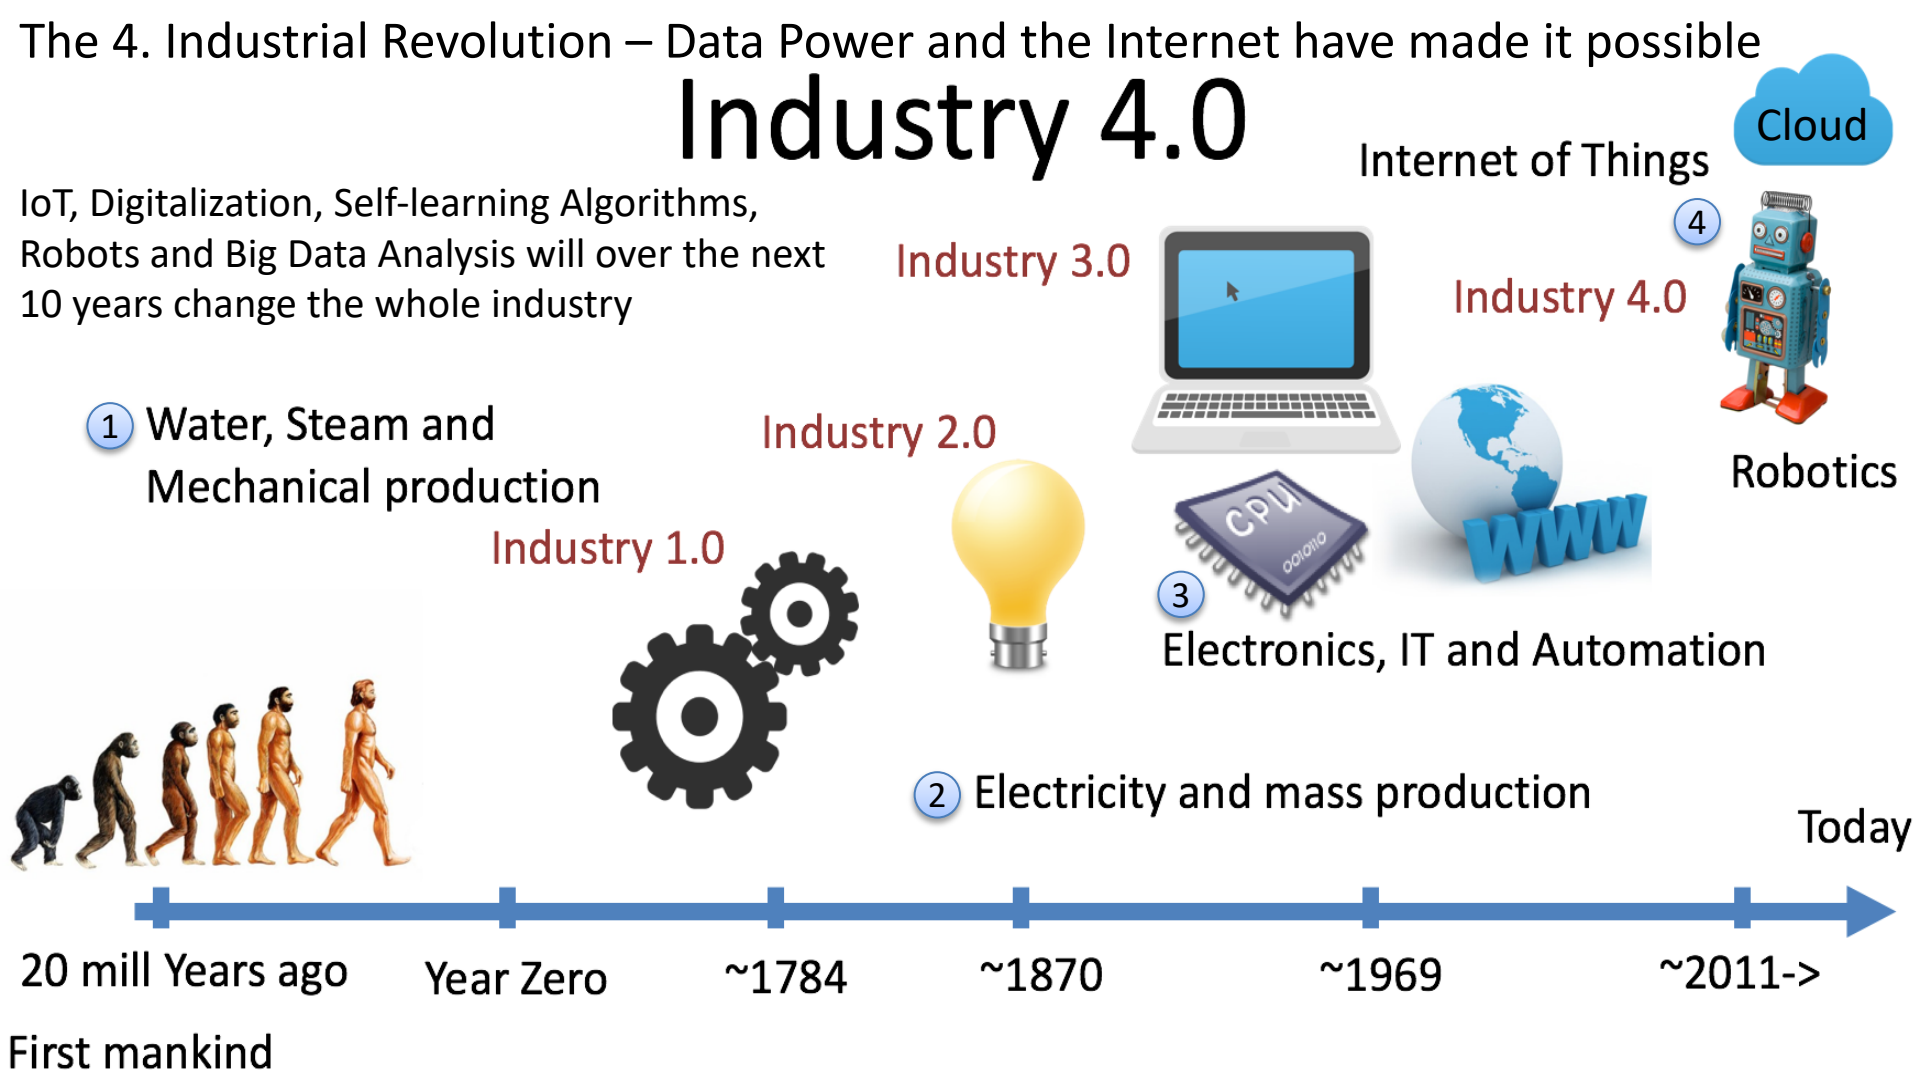 The 4. Industrial Revolution – Data Power and the Internet have made it possible
Industry 4.0
Cloud
Internet of Things
IoT, Digitalization, Self-learning Algorithms,
Robots and Big Data Analysis will over the next
10 years change the whole industry
4
Industry 3.0
Industry 4.0
1 Water, Steam and
Mechanical production
Industry 2.0
Robotics
Industry 1.0
CPU
0010110
WWW
3
Electronics, IT and Automation
2 Electricity and mass production
Today
20 mill Years ago
Year Zero
~1784
~1870
~1969
~2011->
First mankind